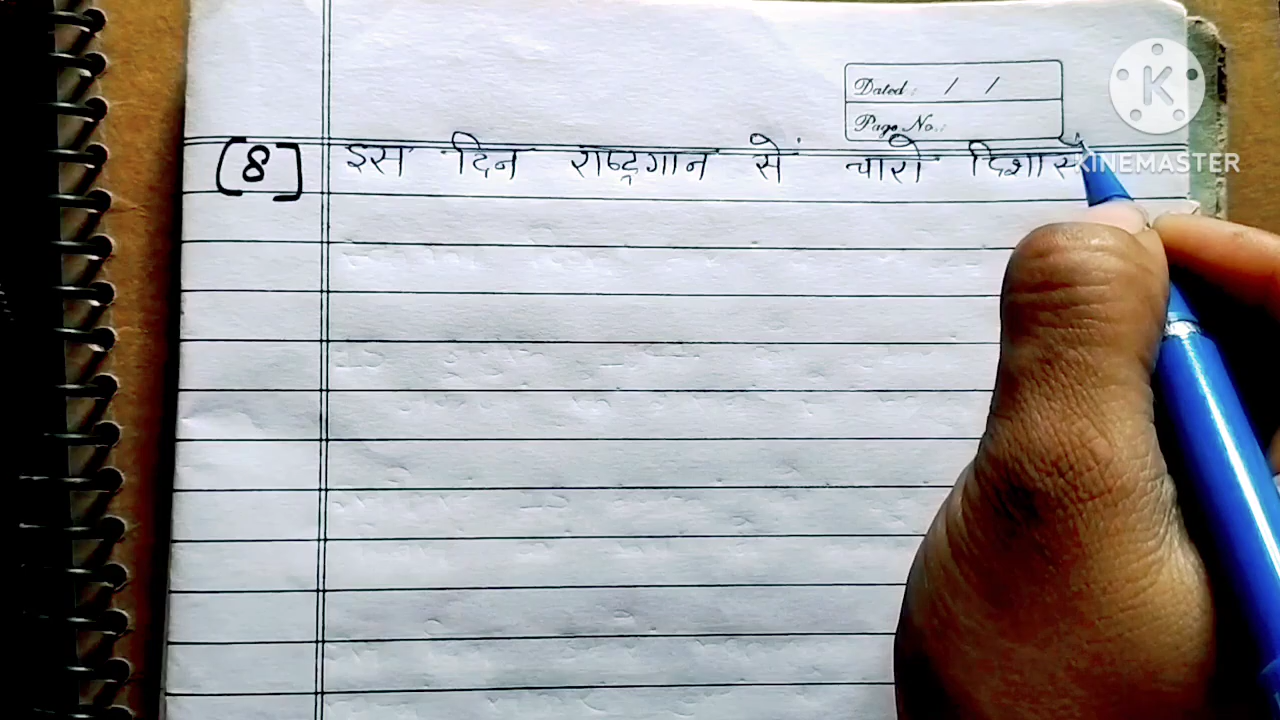 Dated: / /
Page No.:
KINEMASTER
[8] इस दिन राष्ट्रगान सें चारो